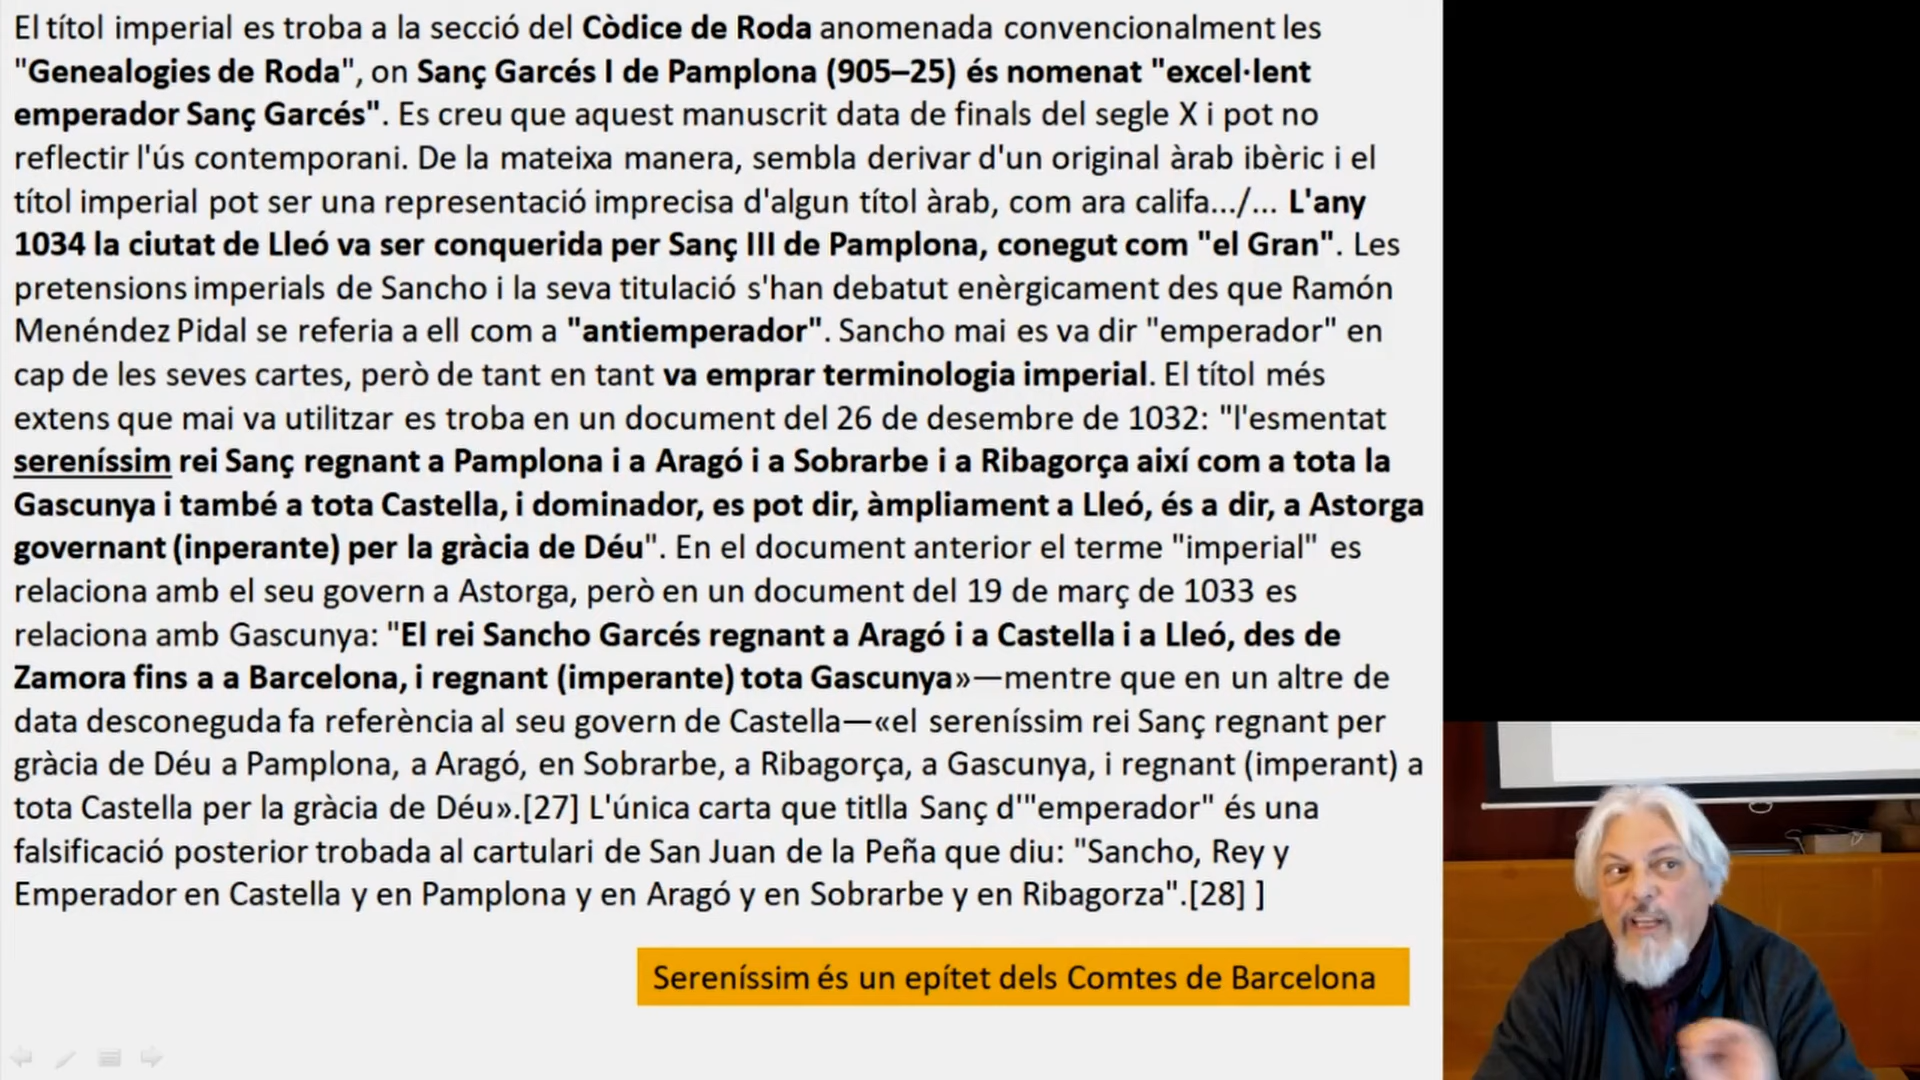 El títol imperial es troba a la secció del Còdice de Roda anomenada convencionalment les
"Genealogies de Roda", on Sanç Garcés I de Pamplona (905–25) és nomenat "excel·lent
emperador Sanç Garcés". Es creu que aquest manuscrit data de finals del segle X i pot no
reflectir l'ús contemporani. De la mateixa manera, sembla derivar d'un original àrab ibèric i el
títol imperial pot ser una representació imprecisa d'algun títol àrab, com ara califa.../... L'any
1034 la ciutat de Lleó va ser conquerida per Sanç III de Pamplona, conegut com "el Gran". Les
pretensions imperials de Sancho i la seva titulació s'han debatut enèrgicament des que Ramón
Menéndez Pidal se referia a ell com a "antiemperador". Sancho mai es va dir "emperador" en
cap de les seves cartes, però de tant en tant va emprar terminologia imperial. El títol més
extens que mai va utilitzar es troba en un document del 26 de desembre de 1032: "l'esmentat
sereníssim rei Sanç regnant a Pamplona i a Aragó i a Sobrarbe i a Ribagorça així com a tota la
Gascunya i també a tota Castella, i dominador, es pot dir, àmpliament a Lleó, és a dir, a Astorga
governant (inperante) per la gràcia de Déu". En el document anterior el terme "imperial" es
relaciona amb el seu govern a Astorga, però en un document del 19 de març de 1033 es
relaciona amb Gascunya: "El rei Sancho Garcés regnant a Aragó i a Castella i a Lleó, des de
Zamora fins a a Barcelona, i regnant (imperante) tota Gascunya»—mentre que en un altre de
data desconeguda fa referència al seu govern de Castella—«el sereníssim rei Sanç regnant per
gràcia de Déu a Pamplona, a Aragó, en Sobrarbe, a Ribagorça, a Gascunya, i regnant (imperant) a
tota Castella per la gràcia de Déu».[27] L'única carta que titlla Sanç d'"emperador" és una
falsificació posterior trobada al cartulari de San Juan de la Peña que diu: "Sancho, Rey y
Emperador en Castella y en Pamplona y en Aragó y en Sobrarbe y en Ribagorza".[28] ]
Sereníssim és un epítet dels Comtes de Barcelona